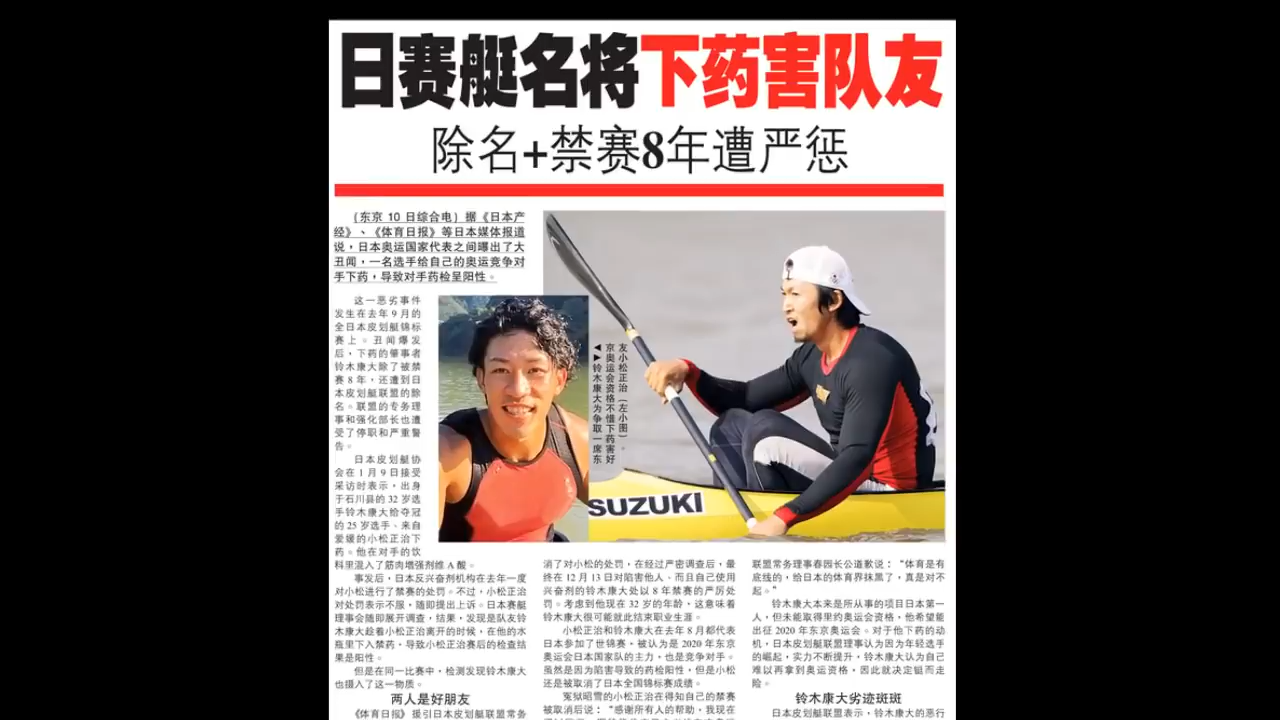 日赛艇名将下药害队友
除名+禁赛8年遭严惩
（东京 10 日综合电）据《日本产
经》、《体育日报》等日本媒体报道
说，日本奥运国家代表之间曝出了大
丑闻，一名选手给自己的奥运竞争对
手下药，导致对手药检呈阳性。
这一恶劣事件
发生在去年 9 月的
全日本皮划艇锦标
赛上。丑闻爆发
后，下药的肇事者
铃木康大除了被禁
赛 8 年，还遭到日
本皮划艇联盟的除
名。联盟的专务理
事和强化部长也遭
受了停职和严重警
告。
日本皮划艇协
会在 1 月 9 日接受
采访时表示，出身
于石川县的 32 岁选
手铃木康大给夺冠
的 25 岁选手、来自
爱媛的小松正治下
药。他在对手的饮
料里混入了筋肉增强剂维 A 酸。
事发后，日本反兴奋剂机构在去年一度
对小松进行了禁赛的处罚。不过，小松正治
对处罚表示不服，随即提出上诉。日本赛艇
理事会随即展开调查，结果，发现是队友铃
木康大趁着小松正治离开的时候，在他的水
瓶里下入禁药，导致小松正治赛后的检查结
果是阳性。
但是在同一比赛中，检测发现铃木康大
也摄入了这一物质。
两人是好朋友
《体育日报》援引日本皮划艇联盟常务
◀▶铃木康大为争取一席东
京奥运会资格不惜下药害好
友小松正治（左小图）。
SUZUKI
消了对小松的处罚，在经过严密调查后，最
终在 12 月 13 日对陷害他人、而且自己使用
兴奋剂的铃木康大处以 8 年禁赛的严厉处
罚。考虑到他现在 32 岁的年龄，这意味着
铃木康大很可能就此结束职业生涯。
小松正治和铃木康大在去年 8 月都代表
日本参加了世锦赛，被认为是 2020 年东京
奥运会日本国家队的主力，也是竞争对手。
虽然是因为陷害导致的药检阳性，但是小松
还是被取消了日本全国锦标赛成绩。
冤狱昭雪的小松正治在得知自己的禁赛
被取消后说：“感谢所有人的帮助，我现在
联盟常务理事春园长公道歉说：“体育是有
底线的，给日本的体育界抹黑了，真是对不
起。”
铃木康大本来是所从事的项目日本第一
人，但未能取得里约奥运会资格，他希望能
出征 2020 年东京奥运会。对于他下药的动
机，日本皮划艇联盟理事认为因为年轻选手
的崛起，实力不断提升，铃木康大认为自己
难以再拿到奥运资格，因此就决定铤而走
险。
铃木康大劣迹斑斑
日本皮划艇联盟表示，铃木康大的恶行